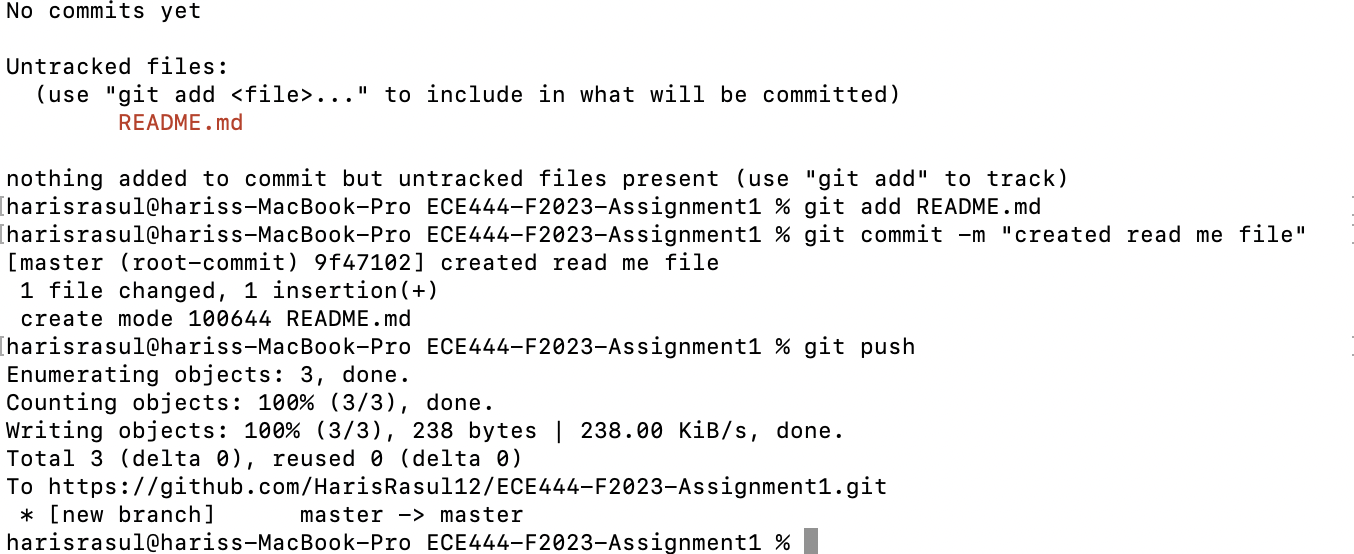 No commits yet
Untracked files:
  (use "git add <file>..." to include in what will be committed)
        README.md
nothing added to commit but untracked files present (use "git add" to track)
[harisrasul@hariss-MacBook-Pro ECE444-F2023-Assignment1 % git add README.md
[harisrasul@hariss-MacBook-Pro ECE444-F2023-Assignment1 % git commit -m "created read me file"
[master (root-commit) 9f47102] created read me file
 1 file changed, 1 insertion(+)
 create mode 100644 README.md
[harisrasul@hariss-MacBook-Pro ECE444-F2023-Assignment1 % git push
Enumerating objects: 3, done.
Counting objects: 100% (3/3), done.
Writing objects: 100% (3/3), 238 bytes | 238.00 KiB/s, done.
Total 3 (delta 0), reused 0 (delta 0)
To https://github.com/HarisRasul12/ECE444-F2023-Assignment1.git
 * [new branch]      master -> master
harisrasul@hariss-MacBook-Pro ECE444-F2023-Assignment1 %